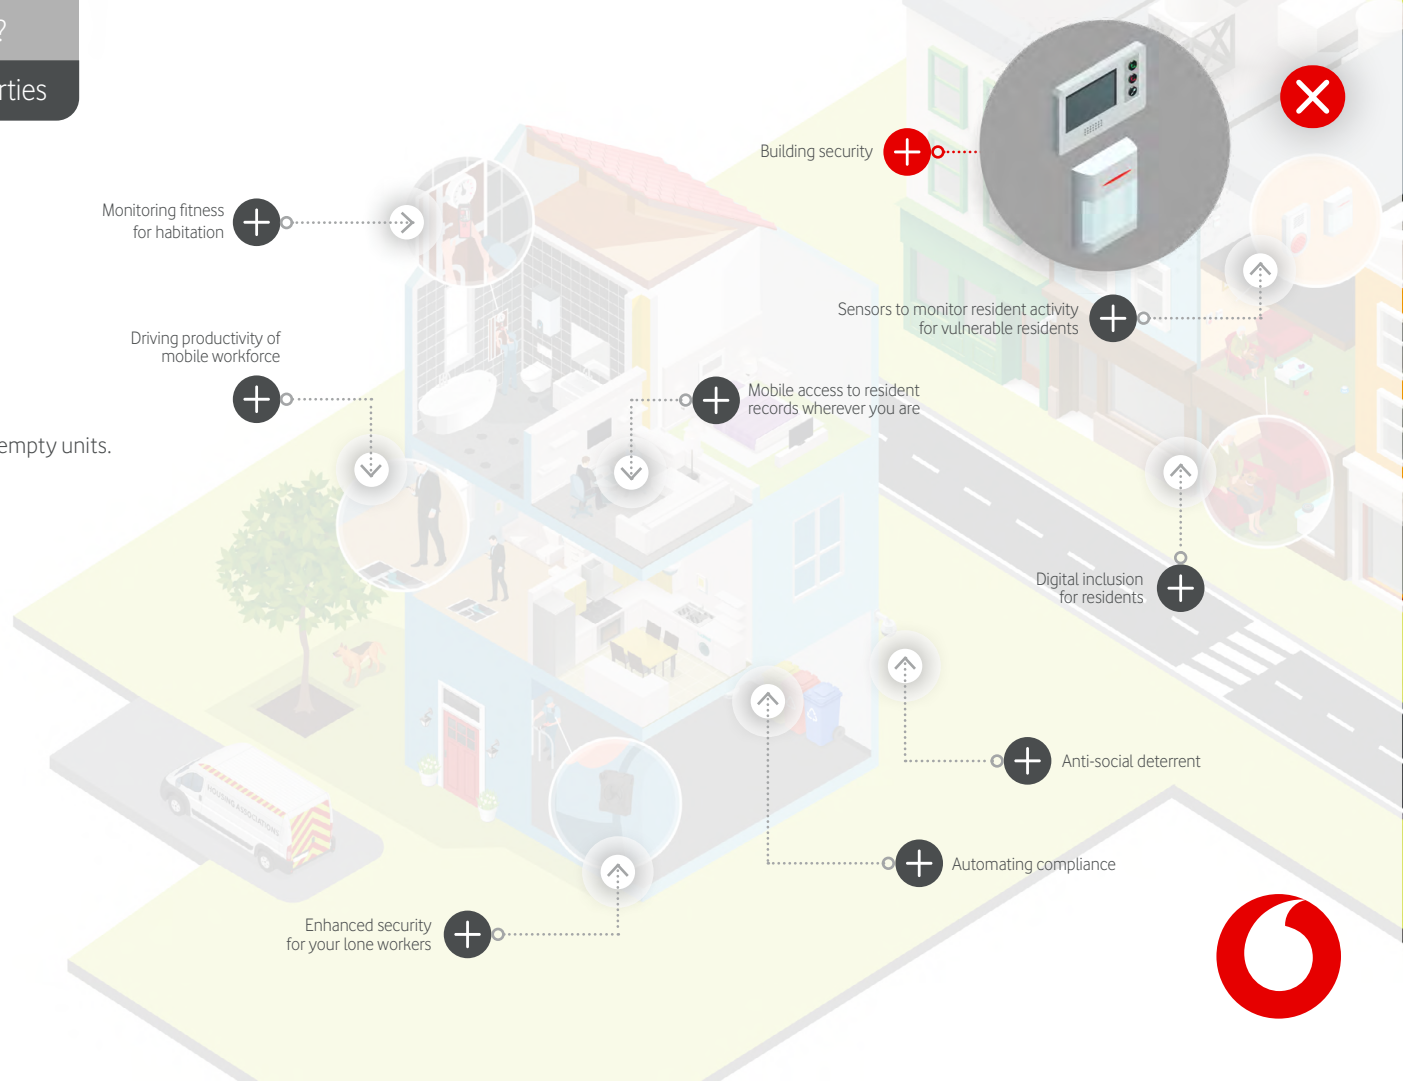 ?
rties
Building security
Monitoring fitness
for habitation
Sensors to monitor resident activity
for vulnerable residents
Driving productivity of
mobile workforce
Mobile access to resident
records wherever you are
empty units.
Digital inclusion
for residents
Anti-social deterrent
Automating compliance
Enhanced security
for your lone workers
HOUSING ASSOCIATIONS